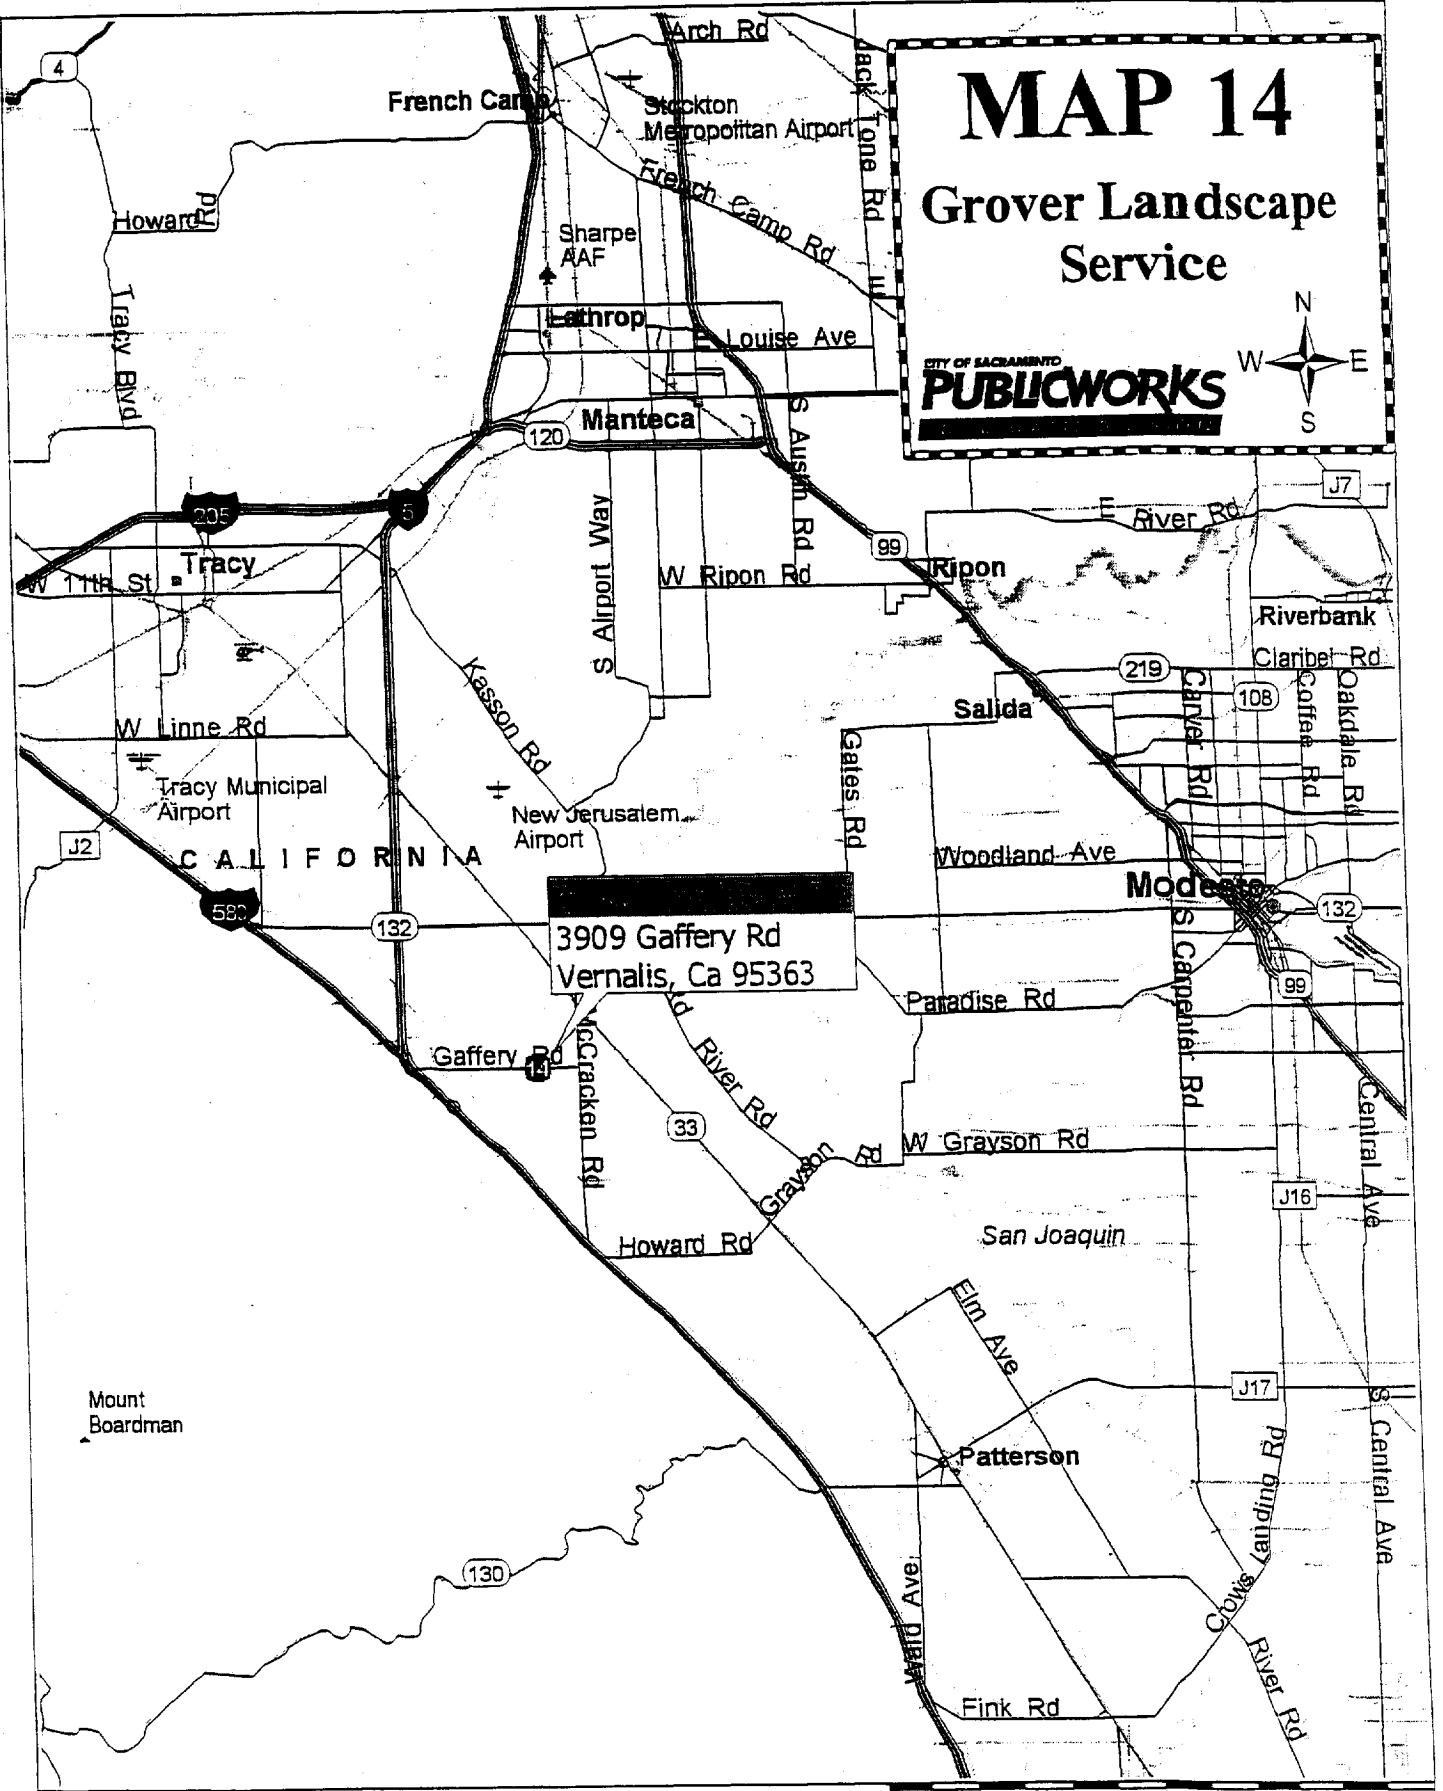 Arch Rd
4
MAP 14
Grover Landscape
Service
N
W E
S
CITY OF SACRAMENTO
PUBLICWORKS
French Camp
Stockton
Metropolitan Airport
Jack Tone Rd
French Camp Rd
Howard Rd
Sharpe
AAF
E
Tracy Blvd
Lathrop
E Louise Ave
Manteca
120
S Austin Rd
J7
205
5
E River Rd
S Airport Way
99
Tracy
W 11th St
W Ripon Rd
Ripon
Riverbank
Claribel Rd
219
108
Kasson Rd
Salida
Carver Rd
Coffee Rd
Oakdale Rd
W Linne Rd
Gates Rd
Tracy Municipal
Airport
New Jerusalem
Airport
J2
CALIFORNIA
Woodland Ave
Modesto
580
132
132
3909 Gaffery Rd
Vernalis, Ca 95363
S Carpenter Rd
99
Paradise Rd
Rd
Gaffery Rd
14
McCracken Rd
River Rd
33
Central Ave
W Grayson Rd
Grayson Rd
J16
Howard Rd
San Joaquin
Elm Ave
J17
Mount
Boardman
S Central Ave
Patterson
Crows Landing Rd
130
Ward Ave
River Rd
Fink Rd